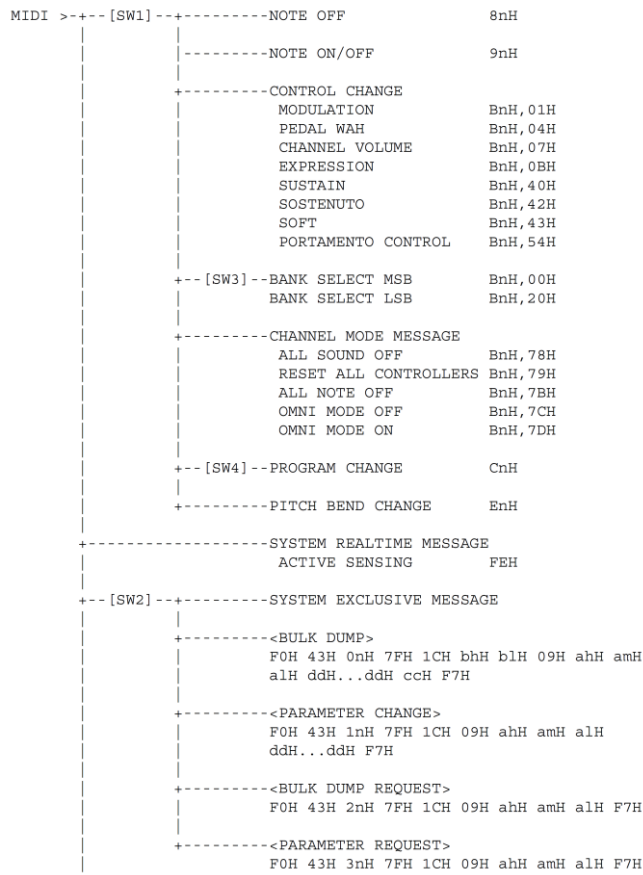 MIDI >-+--[SW1]--+---------NOTE OFF 8nH
|---------NOTE ON/OFF 9nH
+---------CONTROL CHANGE
MODULATION BnH,01H
PEDAL WAH BnH,04H
CHANNEL VOLUME BnH,07H
EXPRESSION BnH,0BH
SUSTAIN BnH,40H
SOSTENUTO BnH,42H
SOFT BnH,43H
PORTAMENTO CONTROL BnH,54H
+--[SW3]--BANK SELECT MSB BnH,00H
BANK SELECT LSB BnH,20H
+---------CHANNEL MODE MESSAGE
ALL SOUND OFF BnH,78H
RESET ALL CONTROLLERS BnH,79H
ALL NOTE OFF BnH,7BH
OMNI MODE OFF BnH,7CH
OMNI MODE ON BnH,7DH
+--[SW4]--PROGRAM CHANGE CnH
+---------PITCH BEND CHANGE EnH
+-------------------SYSTEM REALTIME MESSAGE
ACTIVE SENSING FEH
+--[SW2]--+---------SYSTEM EXCLUSIVE MESSAGE
+---------<BULK DUMP>
F0H 43H 0nH 7FH 1CH bhH blH 09H ahH amH
alH ddH...ddH ccH F7H
+---------<PARAMETER CHANGE>
F0H 43H 1nH 7FH 1CH 09H ahH amH alH
ddH...ddH F7H
+---------<BULK DUMP REQUEST>
F0H 43H 2nH 7FH 1CH 09H ahH amH alH F7H
+---------<PARAMETER REQUEST>
F0H 43H 3nH 7FH 1CH 09H ahH amH alH F7H